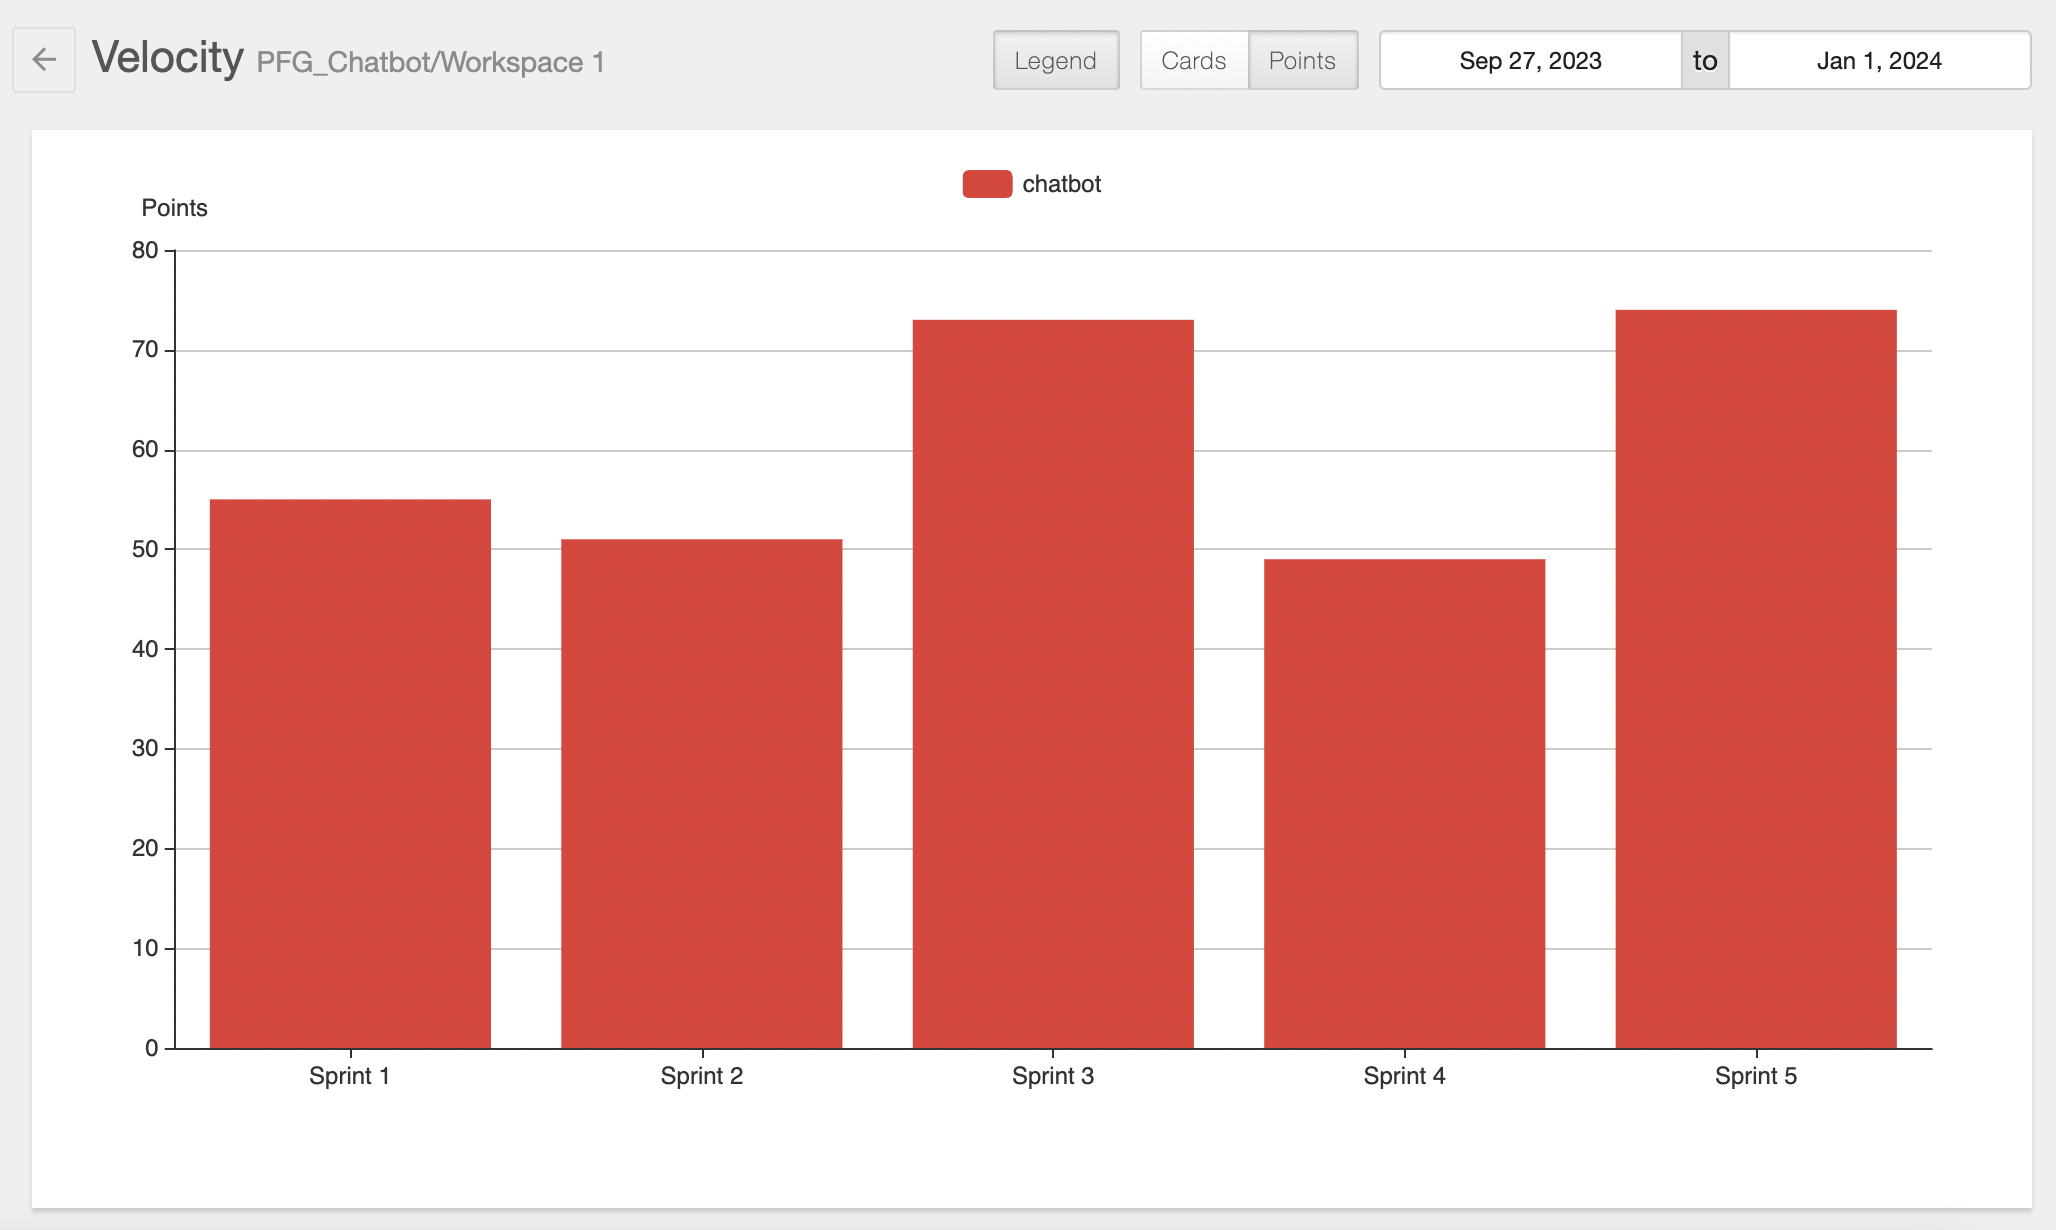 Velocity PFG_Chatbot/Workspace 1
Legend
Cards Points
Sep 27, 2023 to Jan 1, 2024
chatbot
Points
80
70
60
50
40
30
20
10
0
Sprint 1 Sprint 2 Sprint 3 Sprint 4 Sprint 5